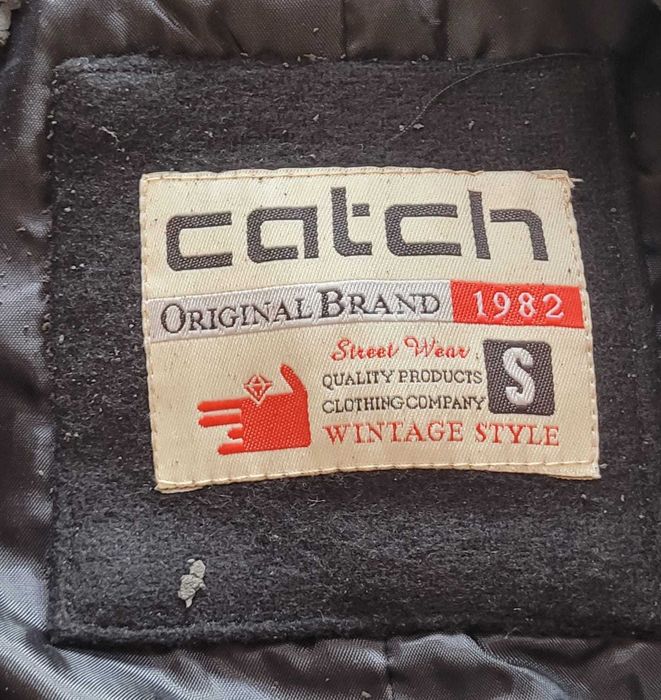 catch
ORIGINAL BRAND 1982
Street Wear
QUALITY PRODUCTS
CLOTHING COMPANY
S
WINTAGE STYLE